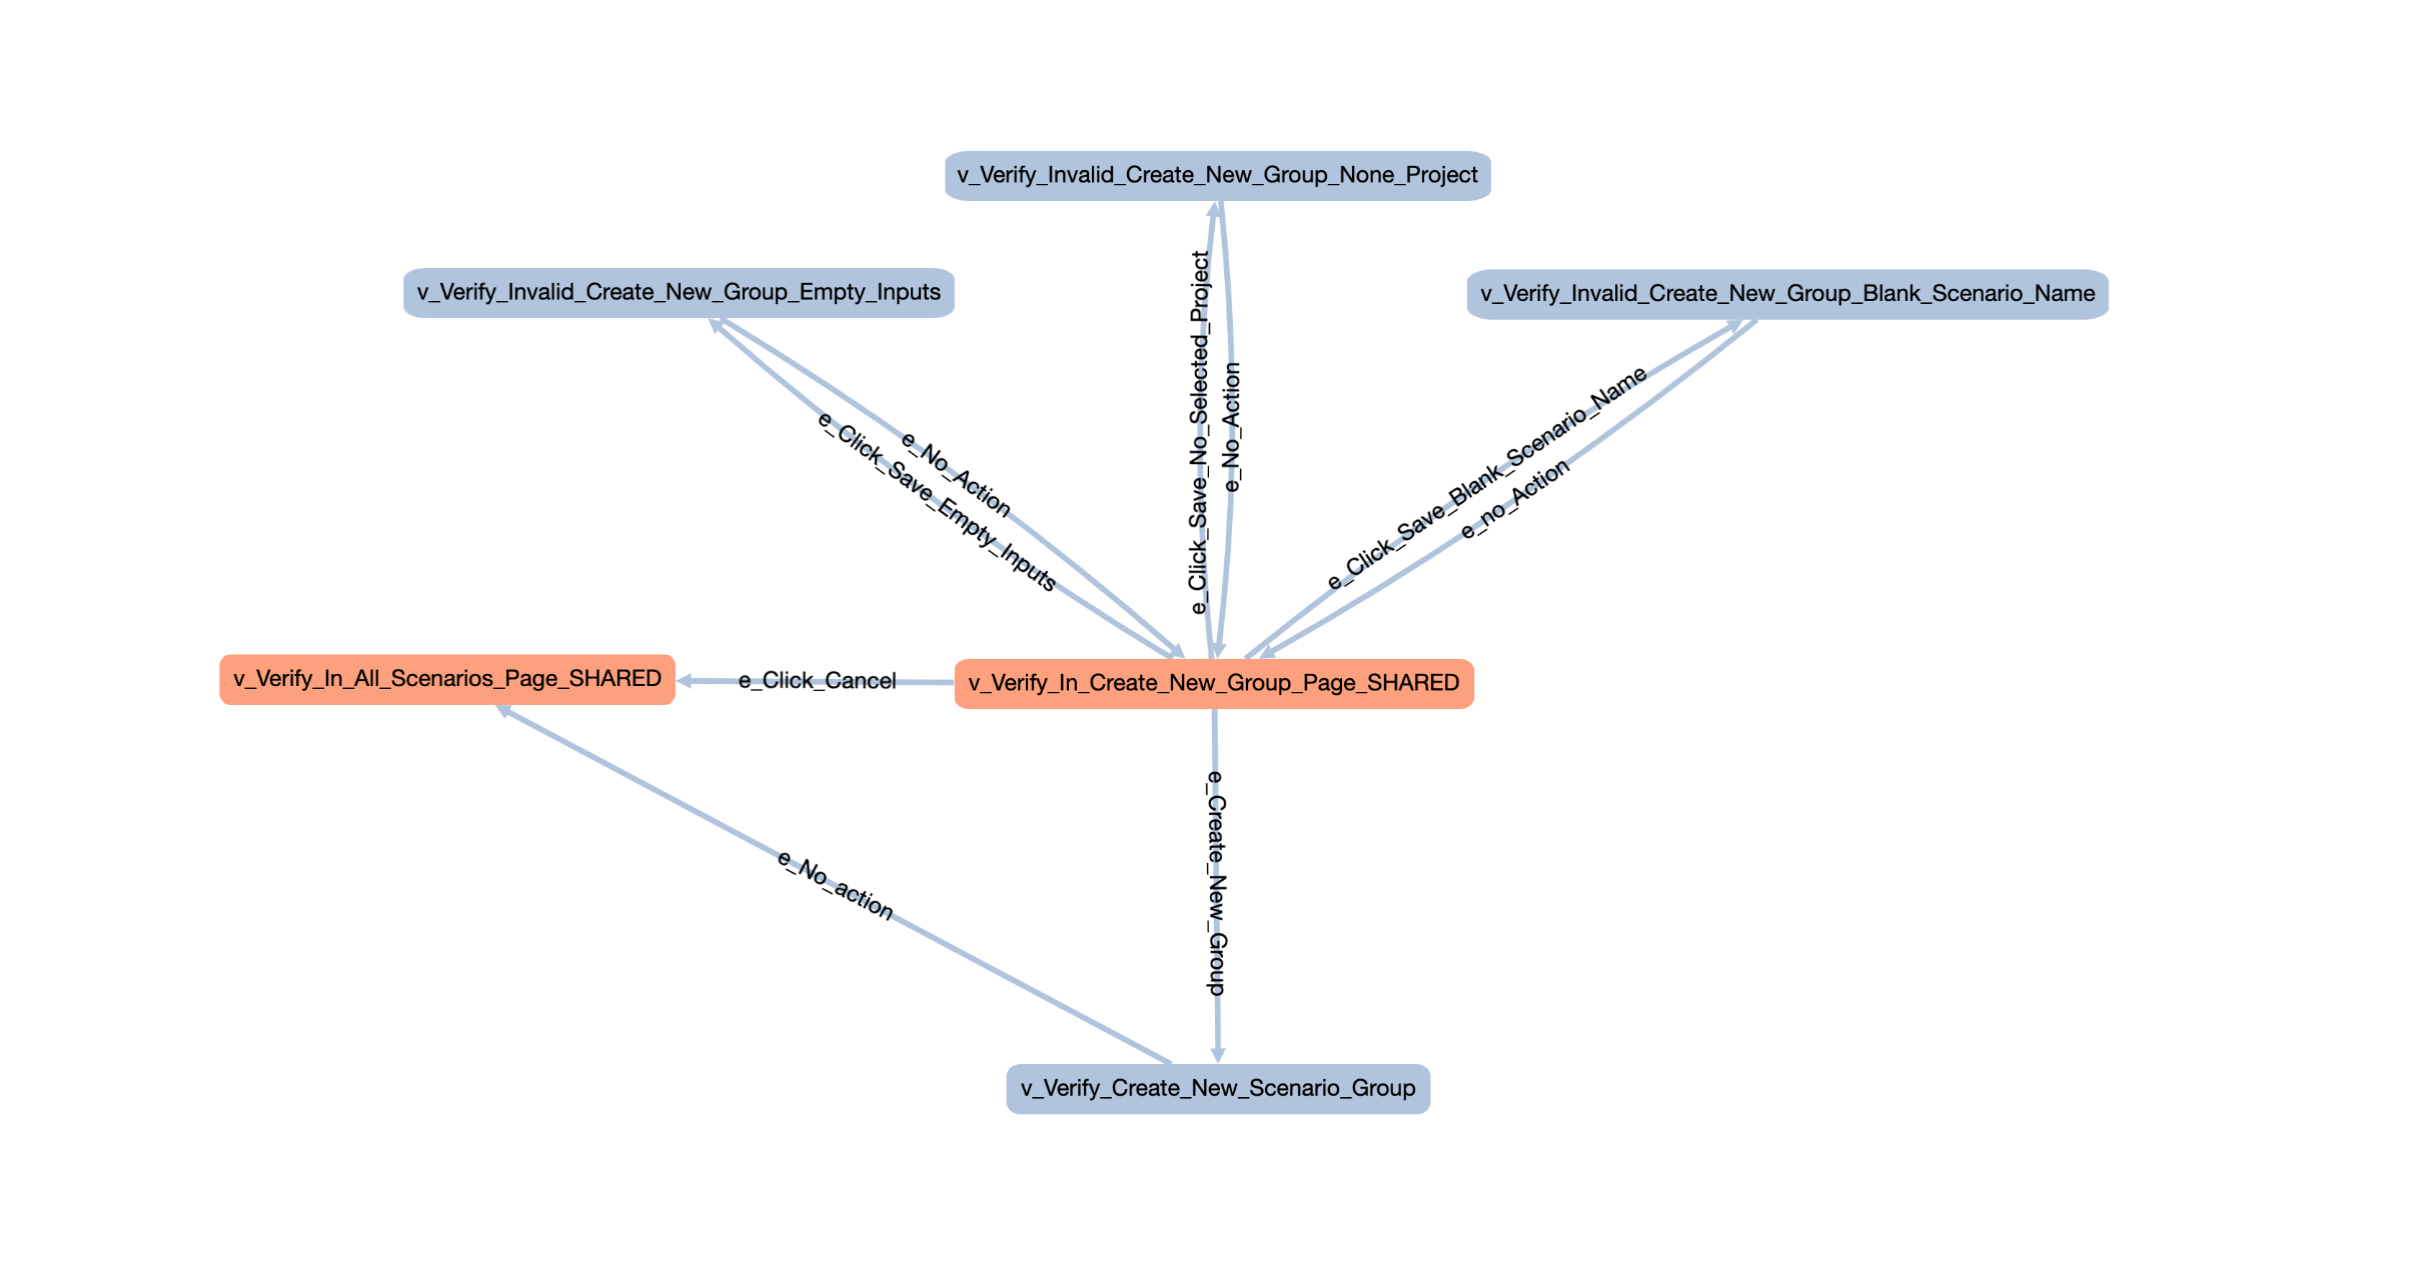 v_Verify_Invalid_Create_New_Group_None_Project
v_Verify_Invalid_Create_New_Group_Empty_Inputs
v_Verify_Invalid_Create_New_Group_Blank_Scenario_Name
e_No_Action
e_Click_Save_Empty_Inputs
e_Click_Save_No_Selected_Project
e_No_Action
e_Click_Save_Blank_Scenario_Name
e_no_Action
v_Verify_In_All_Scenarios_Page_SHARED
e_Click_Cancel
v_Verify_In_Create_New_Group_Page_SHARED
e_No_action
e_Create_New_Group
v_Verify_Create_New_Scenario_Group